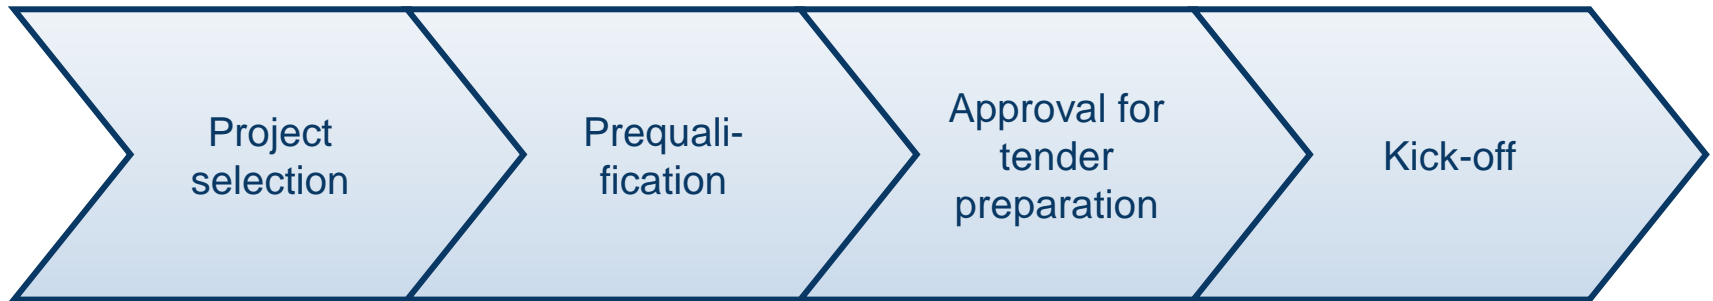 Project
selection
Prequali-
fication
Approval for
tender
preparation
Kick-off